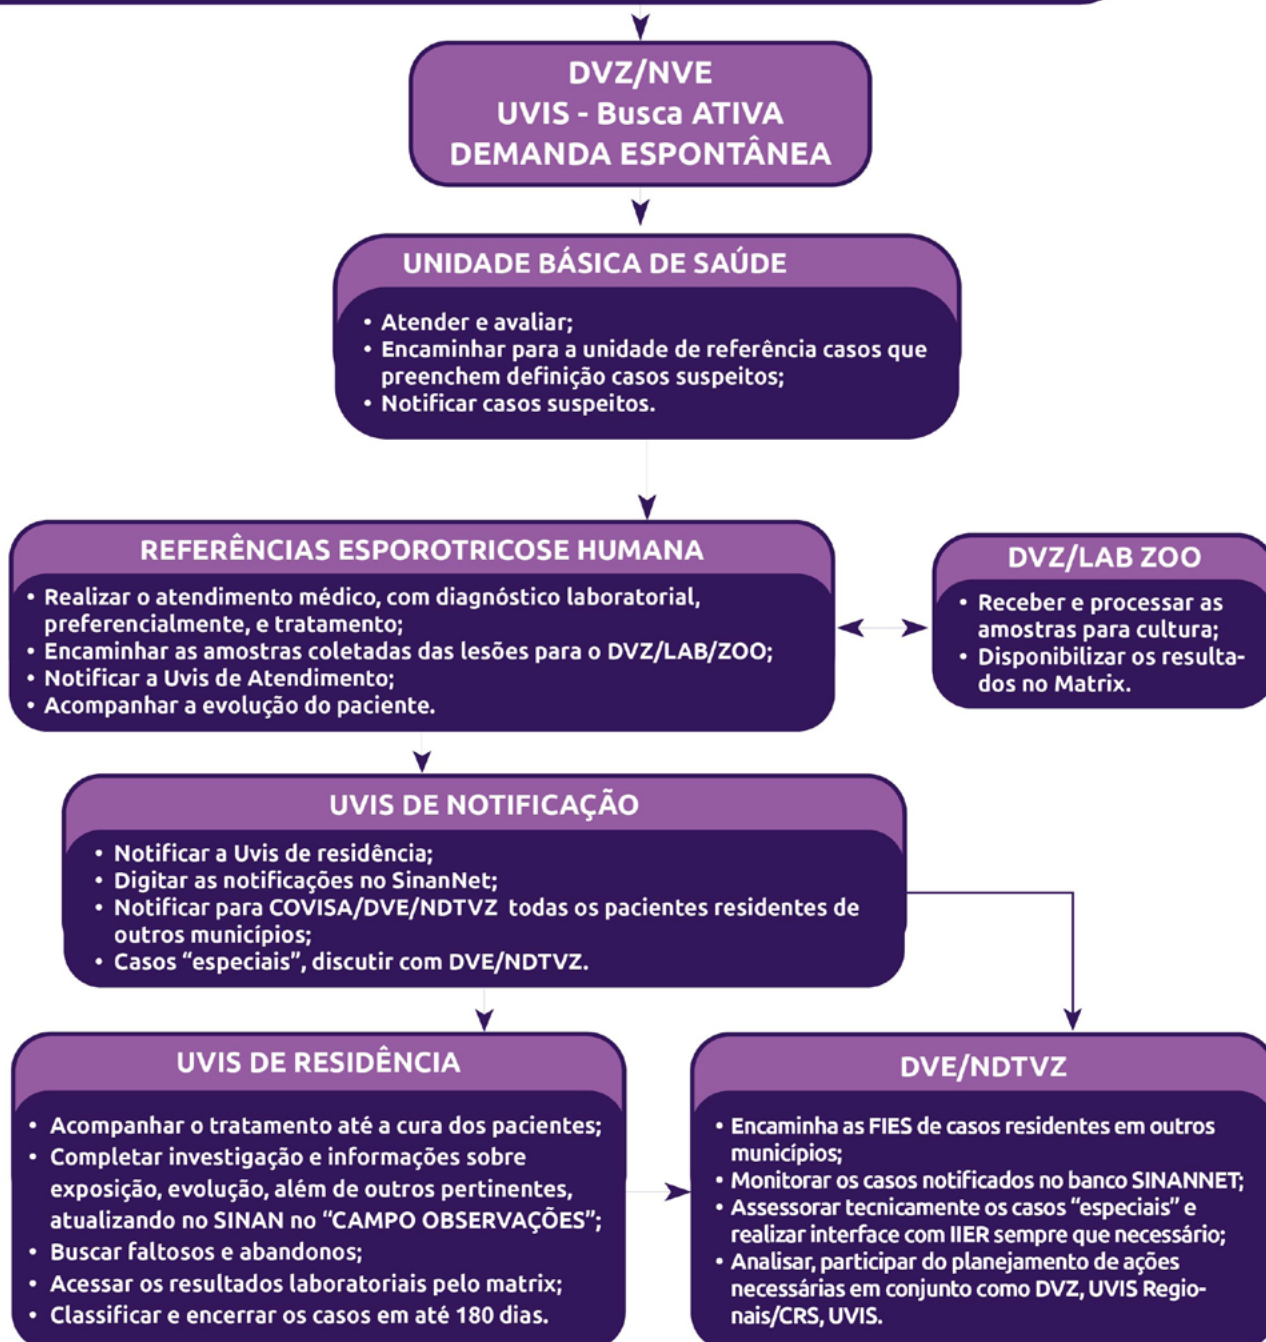 DVZ/NVE
UVIS - Busca ATIVA
DEMANDA ESPONTÂNEA
UNIDADE BÁSICA DE SAÚDE
• Atender e avaliar;
• Encaminhar para a unidade de referência casos que
preenchem definição casos suspeitos;
• Notificar casos suspeitos.
REFERÊNCIAS ESPOROTRICOSE HUMANA
• Realizar o atendimento médico, com diagnóstico laboratorial,
preferencialmente, e tratamento;
• Encaminhar as amostras coletadas das lesões para o DVZ/LAB/ZOO;
• Notificar a Uvis de Atendimento;
• Acompanhar a evolução do paciente.
DVZ/LAB ZOO
• Receber e processar as
amostras para cultura;
• Disponibilizar os resulta-
dos no Matrix.
UVIS DE NOTIFICAÇÃO
• Notificar a Uvis de residência;
• Digitar as notificações no SinanNet;
• Notificar para COVISA/DVE/NDTVZ todas os pacientes residentes de
outros municípios;
• Casos “especiais”, discutir com DVE/NDTVZ.
UVIS DE RESIDÊNCIA
• Acompanhar o tratamento até a cura dos pacientes;
• Completar investigação e informações sobre
exposição, evolução, além de outros pertinentes,
atualizando no SINAN no “CAMPO OBSERVAÇÕES”;
• Buscar faltosos e abandonos;
• Acessar os resultados laboratoriais pelo matrix;
• Classificar e encerrar os casos em até 180 dias.
DVE/NDTVZ
• Encaminha as FIES de casos residentes em outros
municípios;
• Monitorar os casos notificados no banco SINANNET;
• Assessorar tecnicamente os casos “especiais” e
realizar interface com IIER sempre que necessário;
• Analisar, participar do planejamento de ações
necessárias em conjunto como DVZ, UVIS Regio-
nais/CRS, UVIS.